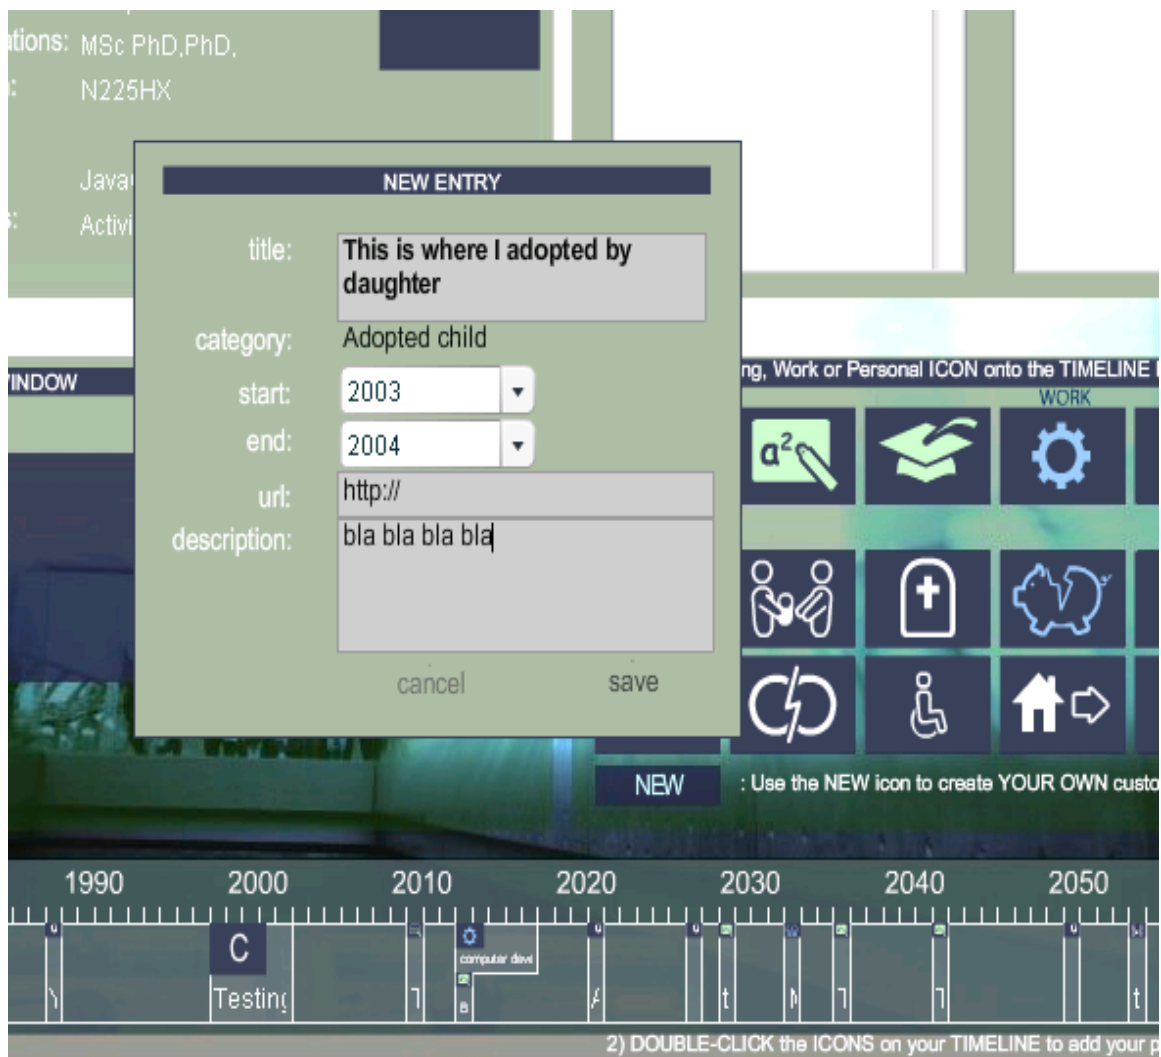 ations: MSc PhD,PhD,
N225HX
Java
Activi
NEW ENTRY
title: This is where I adopted by
daughter
category: Adopted child
start: 2003
end: 2004
url: http://
description: bla bla bla bla
cancel save
WINDOW
ng, Work or Personal ICON onto the TIMELINE
WORK
a²
NEW : Use the NEW icon to create YOUR OWN custo
1990 2000 2010 2020 2030 2040 2050
C
computer devi
Testing
B
A t t
2) DOUBLE-CLICK the ICONS on your TIMELINE to add your p